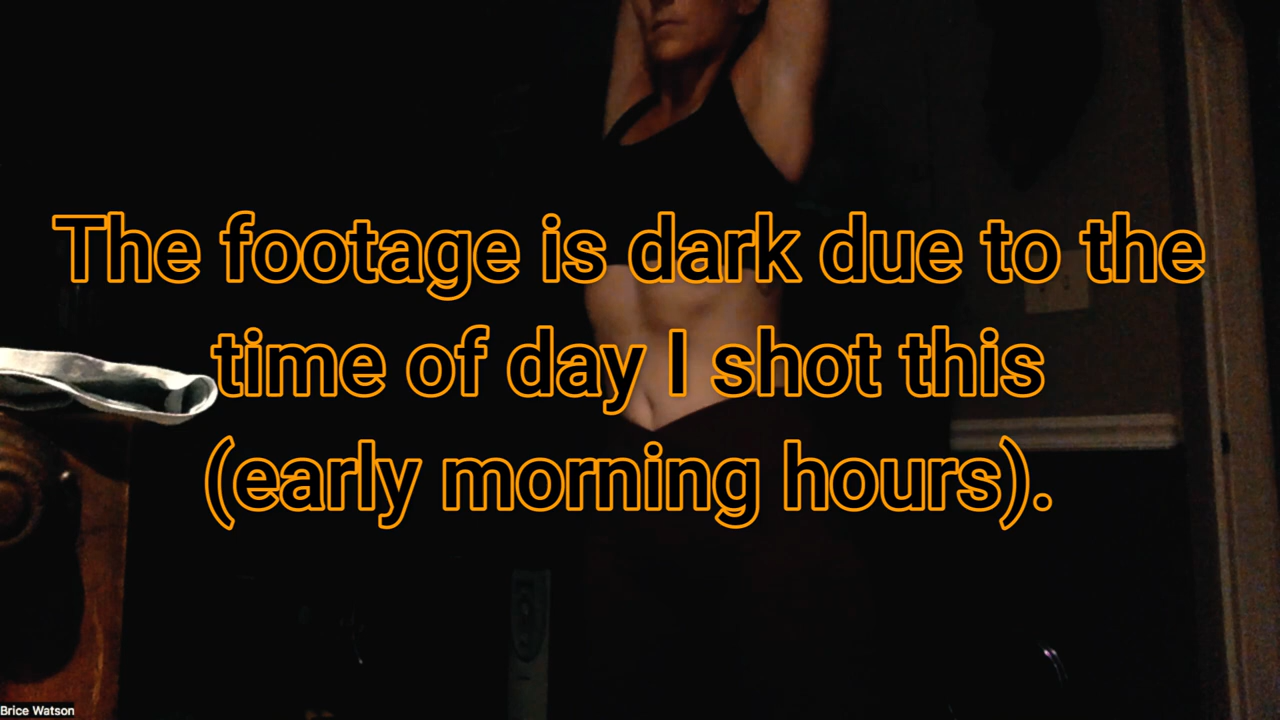 The footage is dark due to the
time of day I shot this
(early morning hours).
Brice Watson